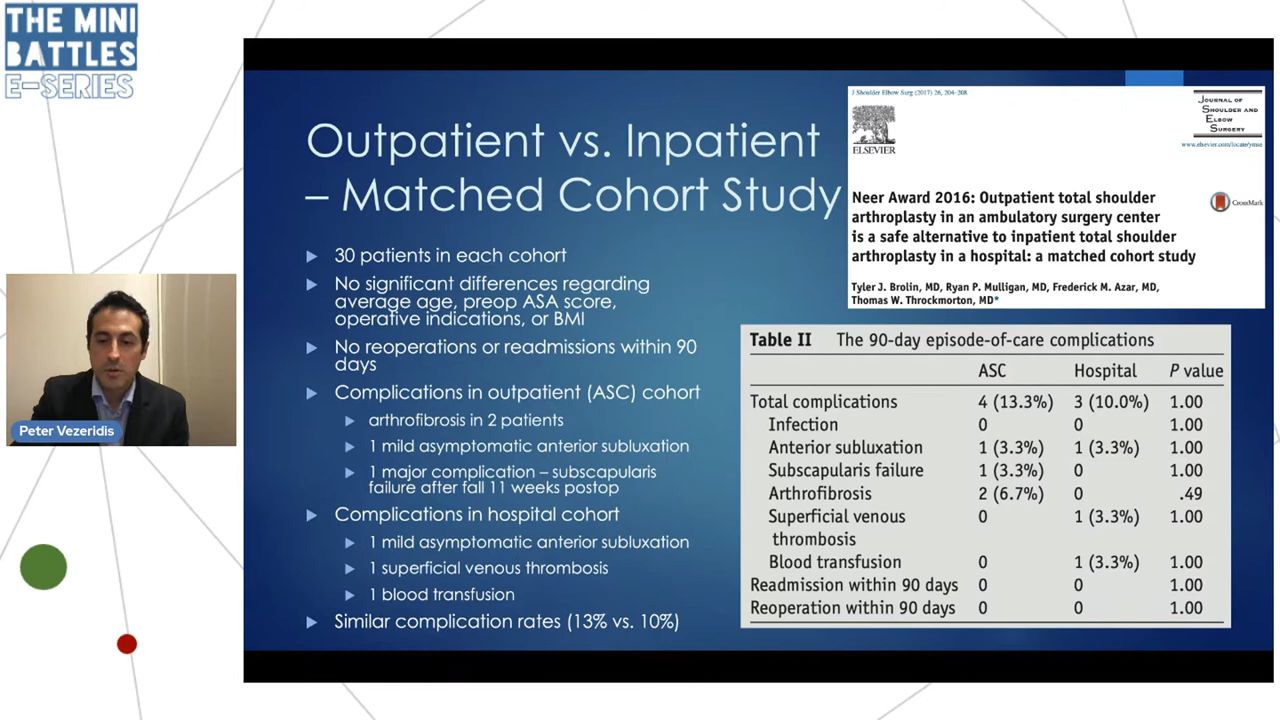 THE MINI
BATTLES
E-SERIES
Outpatient vs. Inpatient
– Matched Cohort Study
30 patients in each cohort
No significant differences regarding
average age, preop ASA score,
operative indications, or BMI
No reoperations or readmissions within 90
days
Complications in outpatient (ASC) cohort
arthrofibrosis in 2 patients
1 mild asymptomatic anterior subluxation
1 major complication – subscapularis
failure after fall 11 weeks postop
Complications in hospital cohort
1 mild asymptomatic anterior subluxation
1 superficial venous thrombosis
1 blood transfusion
Similar complication rates (13% vs. 10%)
J Shoulder Elbow Surg (2017) 26, 204-208
ELSEVIER
JOURNAL OF
SHOULDER AND
ELBOW
SURGERY
www.elsevier.com/locate/ymse
Neer Award 2016: Outpatient total shoulder
arthroplasty in an ambulatory surgery center
is a safe alternative to inpatient total shoulder
arthroplasty in a hospital: a matched cohort study
CrossMark
Tyler J. Brolin, MD, Ryan P. Mulligan, MD, Frederick M. Azar, MD,
Thomas W. Throckmorton, MD*
Table II The 90-day episode-of-care complications
ASC Hospital P value
Total complications 4 (13.3%) 3 (10.0%) 1.00
Infection 0 0 1.00
Anterior subluxation 1 (3.3%) 1 (3.3%) 1.00
Subscapularis failure 1 (3.3%) 0 1.00
Arthrofibrosis 2 (6.7%) 0 .49
Superficial venous 0 1 (3.3%) 1.00
thrombosis
Blood transfusion 0 1 (3.3%) 1.00
Readmission within 90 days 0 0 1.00
Reoperation within 90 days 0 0 1.00
Peter Vezeridis